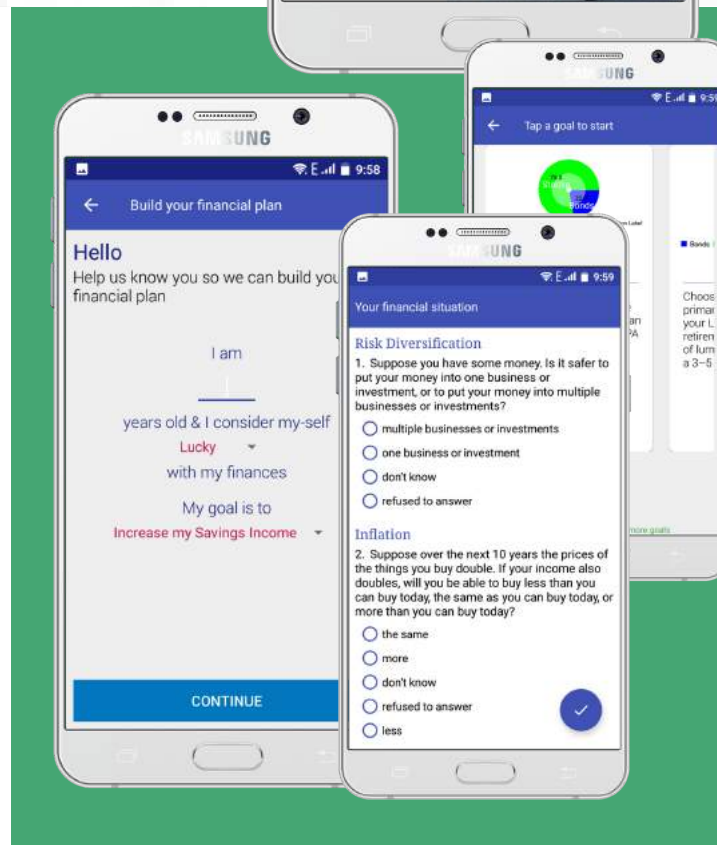 SAMSUNG
9:58
Build your financial plan
Hello
Help us know you so we can build you
financial plan
I am
years old & I consider my-self
Lucky
with my finances
My goal is to
Increase my Savings Income
CONTINUE
SAMSUNG
E 9:59
Your financial situation
Risk Diversification
1. Suppose you have some money. Is it safer to
put your money into one business or
investment, or to put your money into multiple
businesses or investments?
multiple businesses or investments
one business or investment
don't know
refused to answer
Inflation
2. Suppose over the next 10 years the prices of
the things you buy double. If your income also
doubles, will you be able to buy less than you
can buy today, the same as you can buy today, or
more than you can buy today?
the same
more
don't know
refused to answer
less
SUNG
E 9:59
Tap a goal to start
Bonds
Bonds
Choos
primar
your L
retirem
of lum
a 3–5
more goals